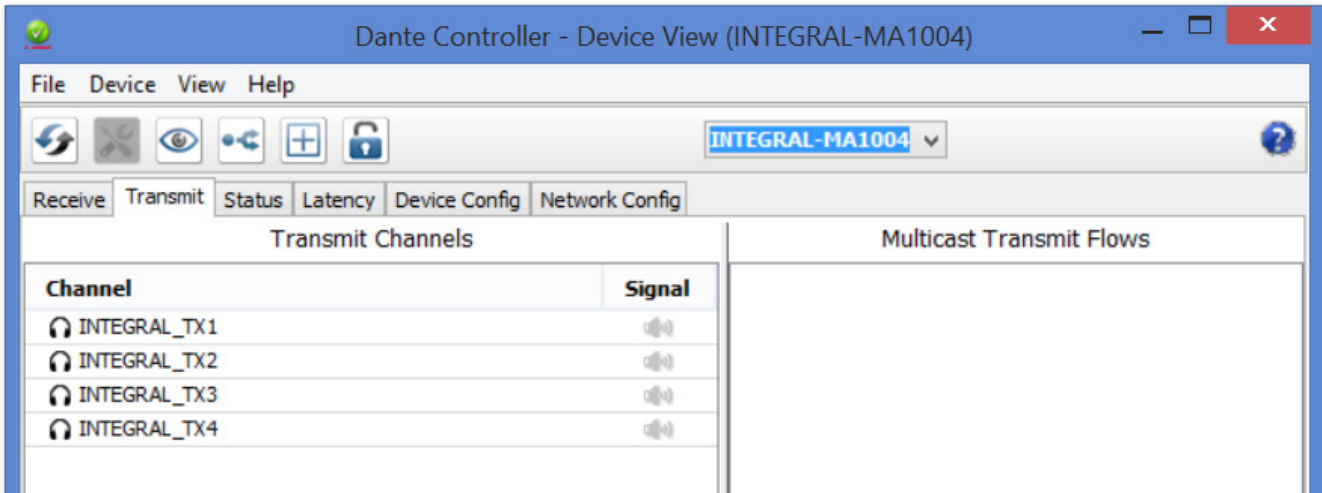 Dante Controller - Device View (INTEGRAL-MA1004)
File Device View Help
INTEGRAL-MA1004
Receive Transmit Status Latency Device Config Network Config
Transmit Channels Multicast Transmit Flows
Channel Signal
INTEGRAL_TX1
INTEGRAL_TX2
INTEGRAL_TX3
INTEGRAL_TX4